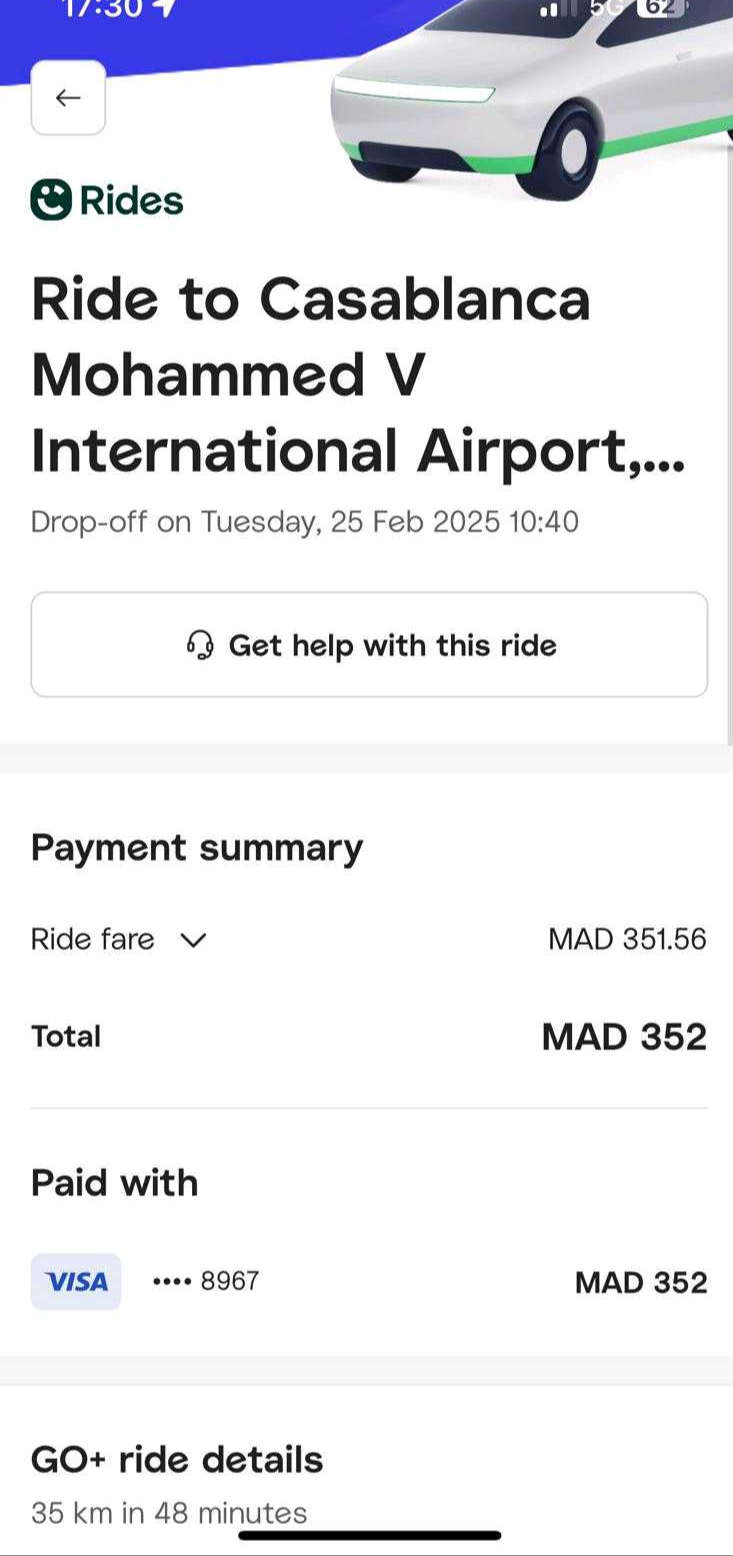 17:30
5G 62
Rides
Ride to Casablanca
Mohammed V
International Airport,...
Drop-off on Tuesday, 25 Feb 2025 10:40
Get help with this ride
Payment summary
Ride fare MAD 351.56
Total MAD 352
Paid with
VISA •••• 8967 MAD 352
GO+ ride details
35 km in 48 minutes